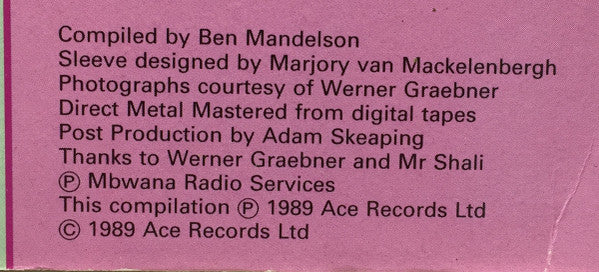 Compiled by Ben Mandelson
Sleeve designed by Marjory van Mackelenbergh
Photographs courtesy of Werner Graebner
Direct Metal Mastered from digital tapes
Post Production by Adam Skeaping
Thanks to Werner Graebner and Mr Shali
℗ Mbwana Radio Services
This compilation ℗ 1989 Ace Records Ltd
© 1989 Ace Records Ltd